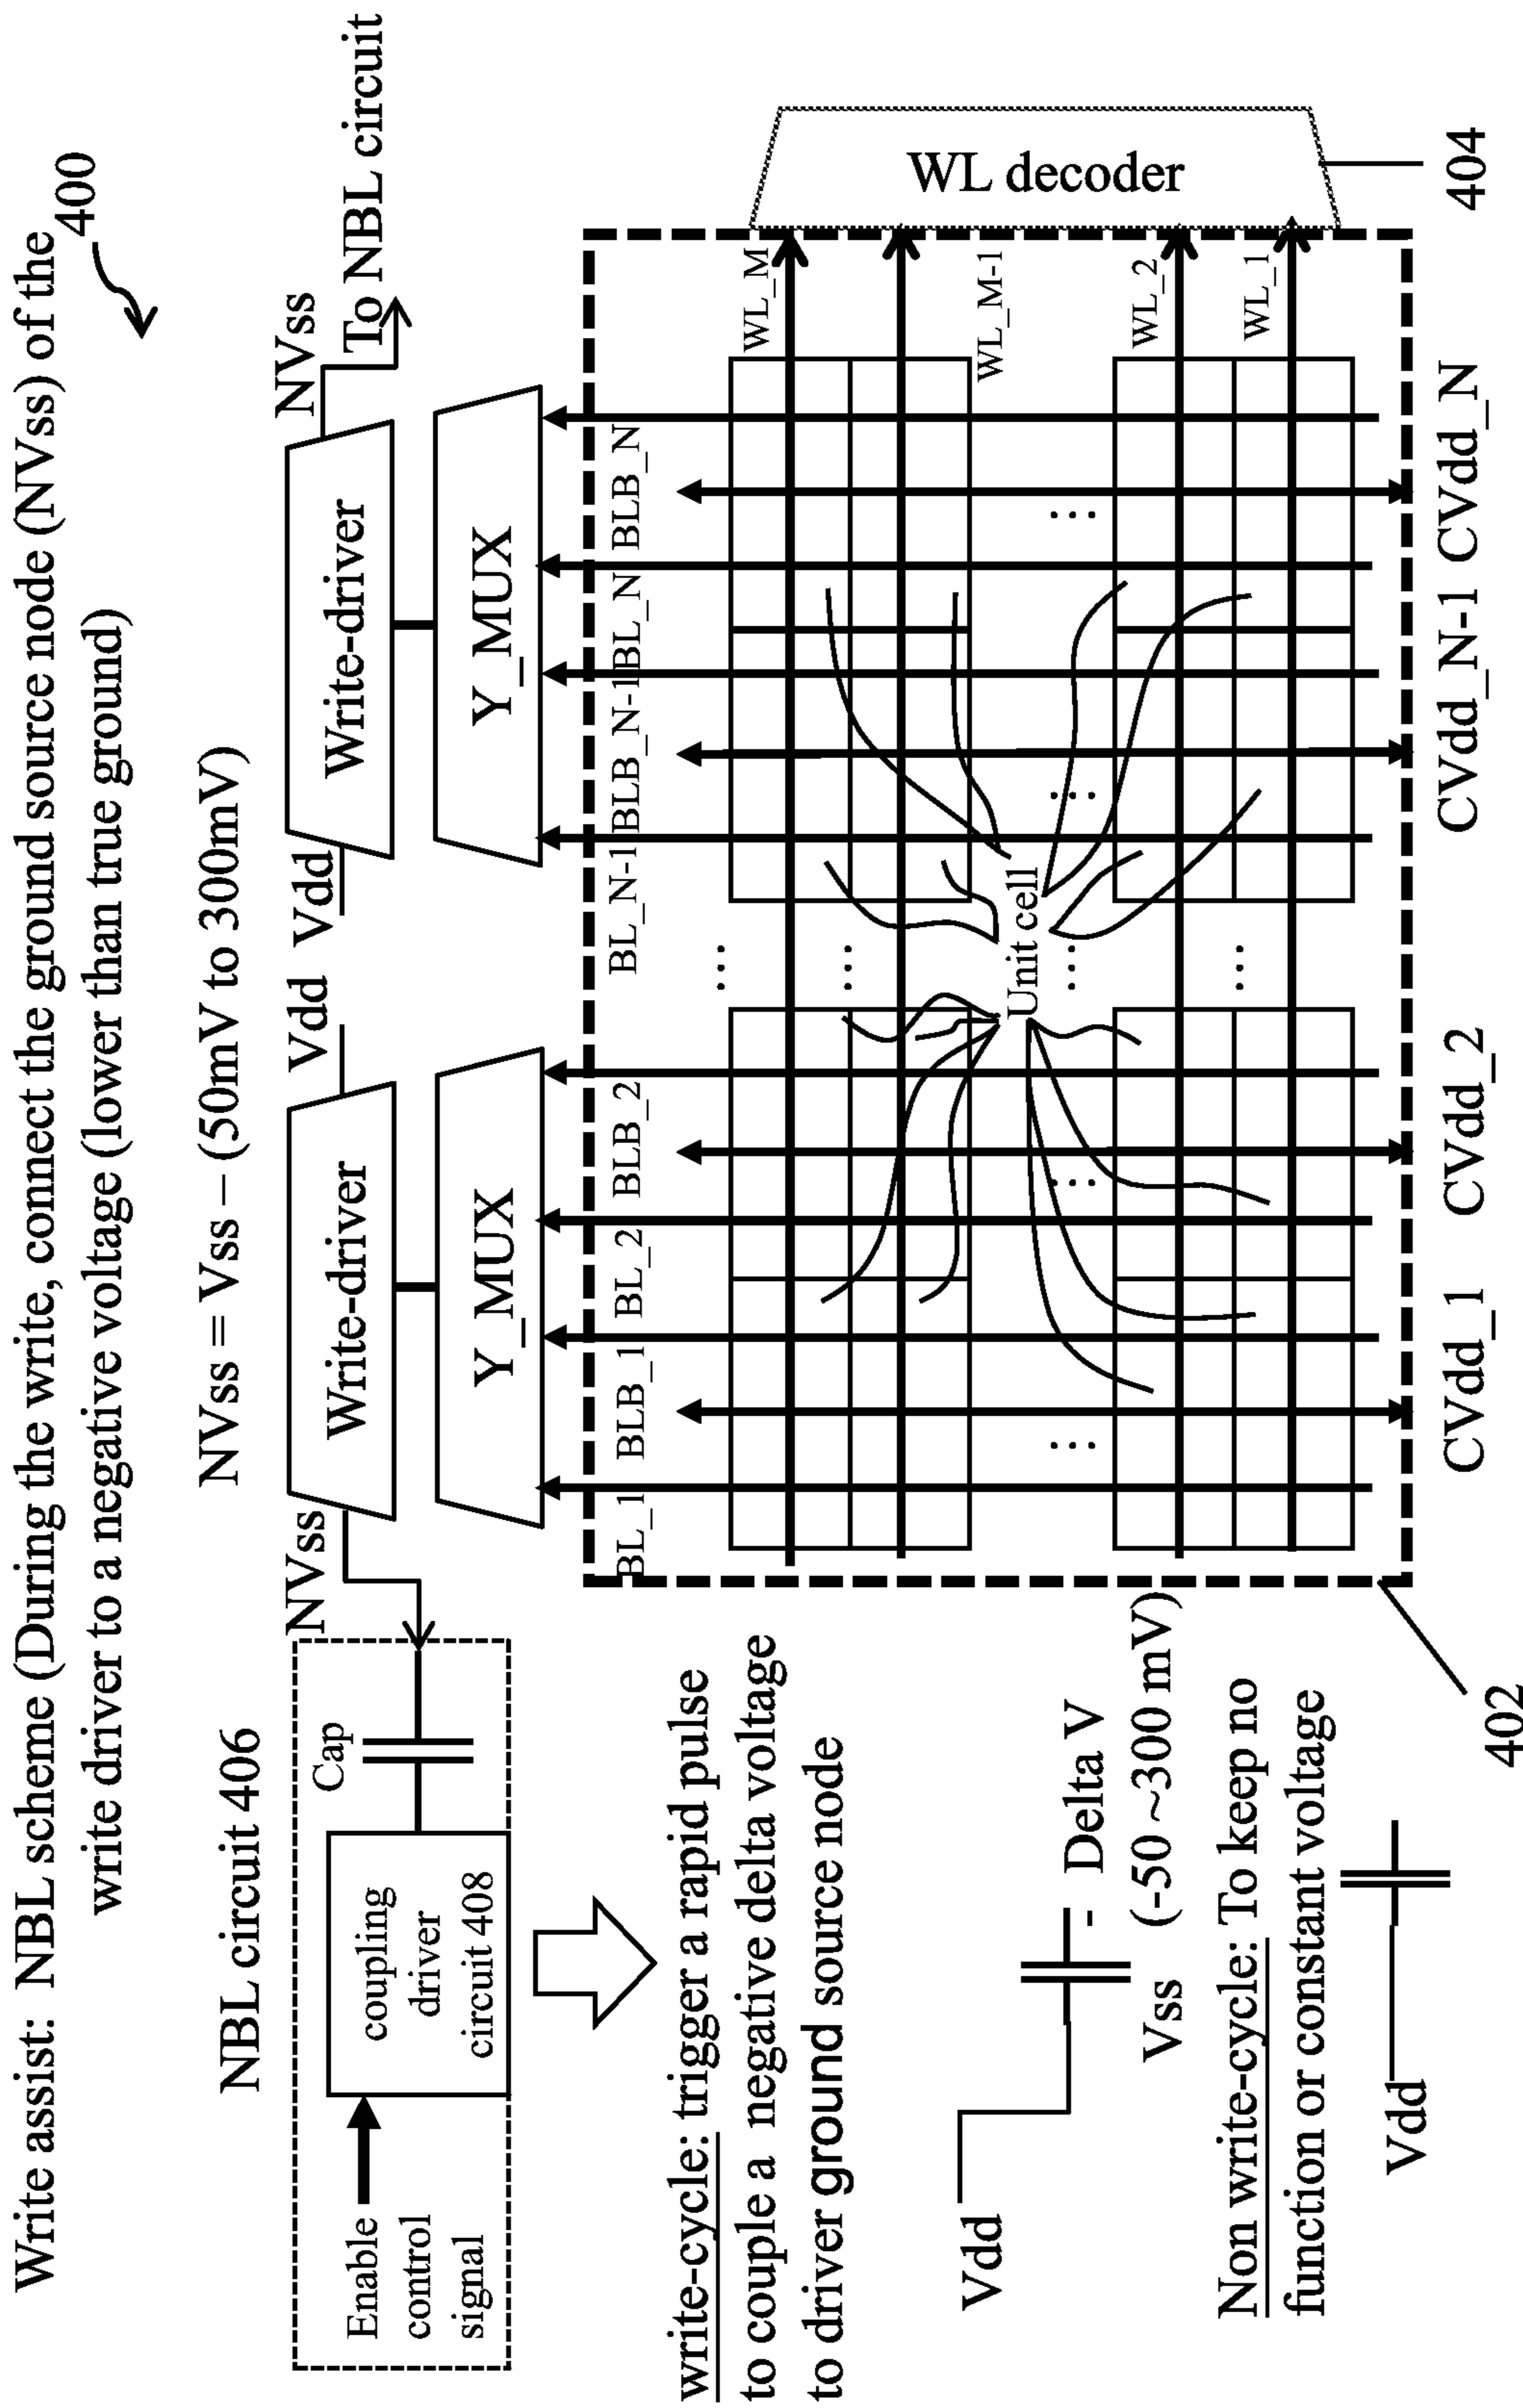 Write assist: NBL scheme (During the write, connect the ground source node (NVss) of the
write driver to a negative voltage (lower than true ground)
400
NVss = Vss – (50mV to 300mV)
NBL circuit 406
Enable
control
signal
coupling
driver
circuit 408
Cap
NVss
Write-driver
Vdd
Vdd
Write-driver
NVss
To NBL circuit
Y_MUX
Y_MUX
BL_1
BLB_1
BL_2
BLB_2
BL_N-1
BLB_N-1
BL_N
BLB_N
WL_M
WL_M-1
WL_2
WL_1
WL decoder
404
...
...
Unit cell
...
...
...
...
...
...
CVdd_1
CVdd_2
CVdd_N-1
CVdd_N
402
write-cycle: trigger a rapid pulse
to couple a negative delta voltage
to driver ground source node
Vdd
Vss - Delta V
(-50 ~300 mV)
Non write-cycle: To keep no
function or constant voltage
Vdd